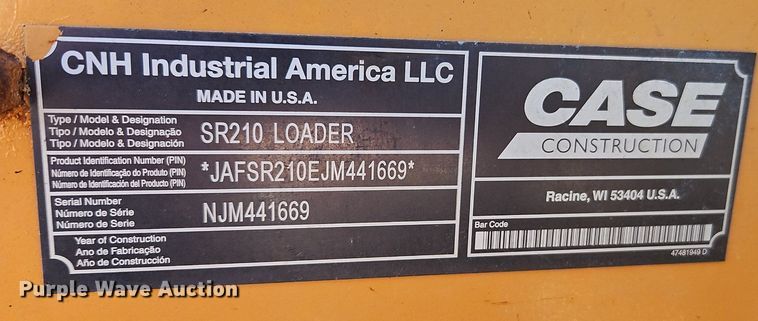 CNH Industrial America LLC
MADE IN U.S.A.
Type / Model & Designation
Tipo / Modelo & Designação
Tipo / Modelo & Designación
SR210 LOADER
Product Identification Number (PIN)
Número de Identificação do Produto (PIN)
Número de Identificación del Producto (PIN)
*JAFSR210EJM441669*
Serial Number
Número de Série
Número de Serie
NJM441669
Year of Construction
Ano de Fabricação
Año de Construcción
CASE
CONSTRUCTION
Racine, WI 53404 U.S.A.
Bar Code
47481949 D
Purple Wave Auction